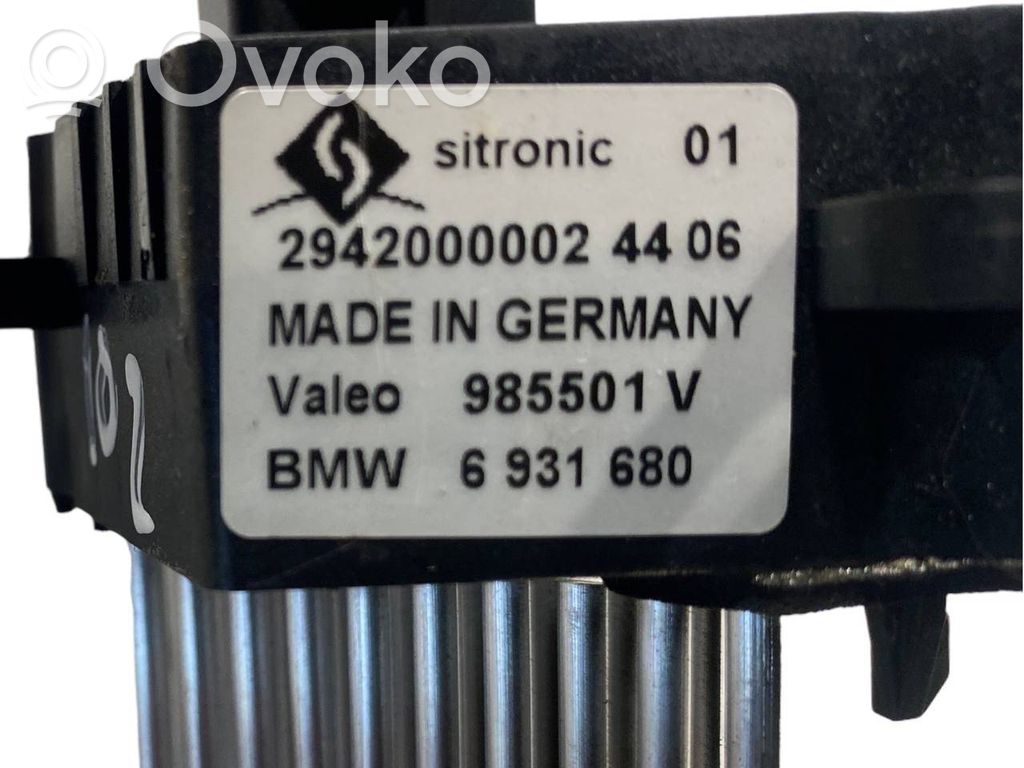 Ovoko
sitronic 01
2942000002 44 06
MADE IN GERMANY
Valeo 985501 V
BMW 6 931 680